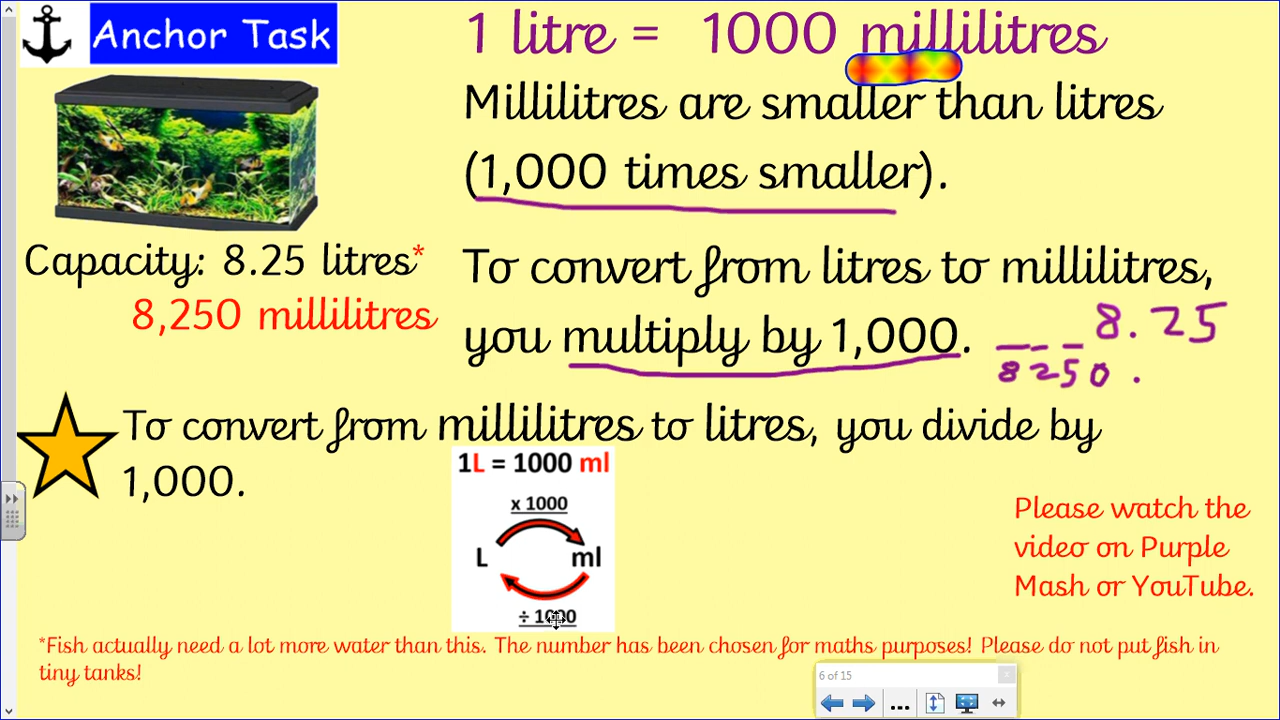 Anchor Task
1 litre = 1000 millilitres
Millilitres are smaller than litres
(1,000 times smaller).
Capacity: 8.25 litres*
8,250 millilitres
To convert from litres to millilitres,
you multiply by 1,000.
8.25
8250.
To convert from millilitres to litres, you divide by
1,000.
1L = 1000 ml
x 1000
L ml
÷ 1000
Please watch the
video on Purple
Mash or YouTube.
*Fish actually need a lot more water than this. The number has been chosen for maths purposes! Please do not put fish in
tiny tanks!
6 of 15